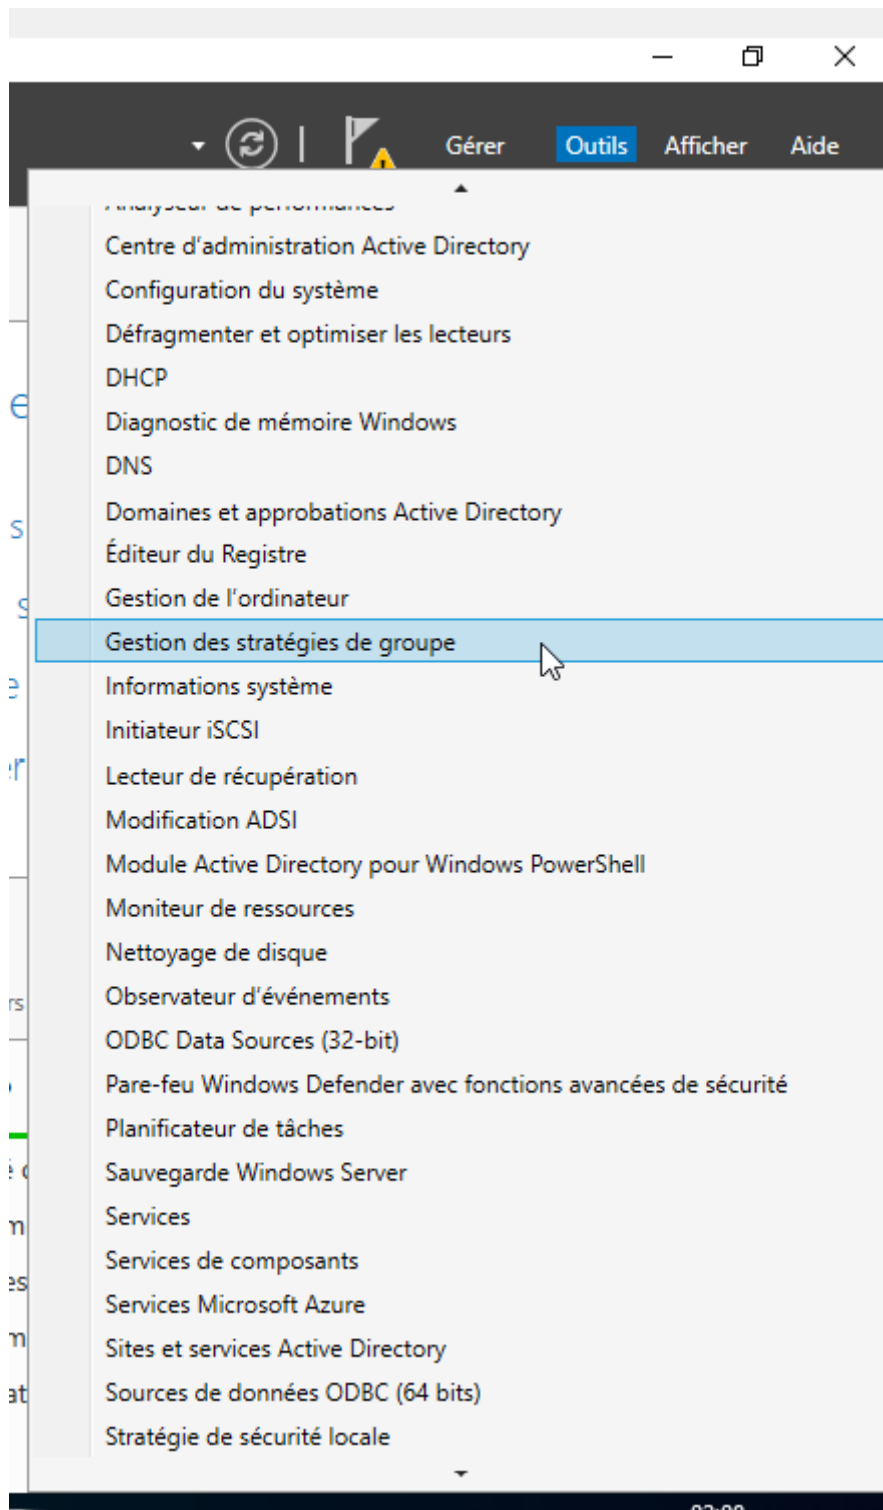 Gérer Outils Afficher Aide
Analyseur de performances
Centre d'administration Active Directory
Configuration du système
Défragmenter et optimiser les lecteurs
DHCP
Diagnostic de mémoire Windows
DNS
Domaines et approbations Active Directory
Éditeur du Registre
Gestion de l'ordinateur
Gestion des stratégies de groupe
Informations système
Initiateur iSCSI
Lecteur de récupération
Modification ADSI
Module Active Directory pour Windows PowerShell
Moniteur de ressources
Nettoyage de disque
Observateur d'événements
ODBC Data Sources (32-bit)
Pare-feu Windows Defender avec fonctions avancées de sécurité
Planificateur de tâches
Sauvegarde Windows Server
Services
Services de composants
Services Microsoft Azure
Sites et services Active Directory
Sources de données ODBC (64 bits)
Stratégie de sécurité locale